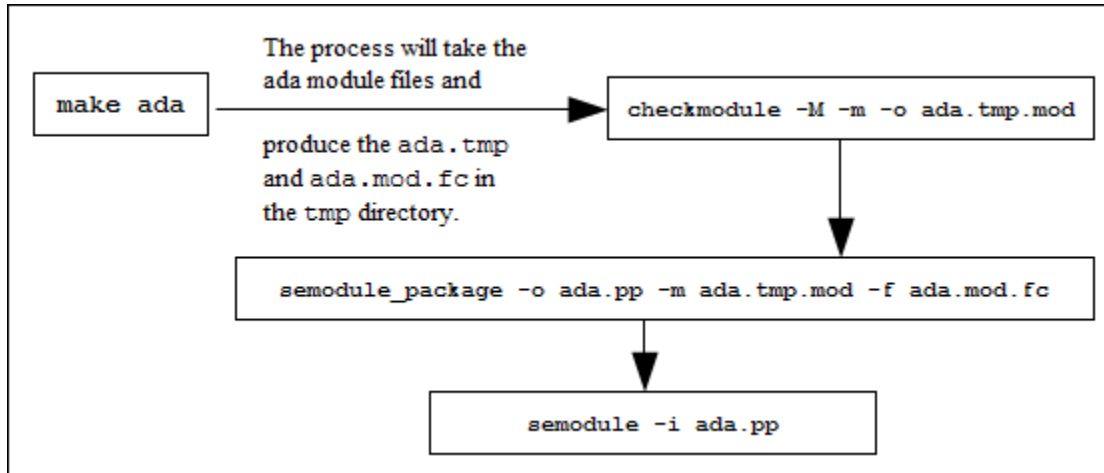 The process will take the
ada module files and
make ada
checkmodule -M -m -o ada.tmp.mod
produce the ada.tmp
and ada.mod.fc in
the tmp directory.
semodule_package -o ada.pp -m ada.tmp.mod -f ada.mod.fc
semodule -i ada.pp